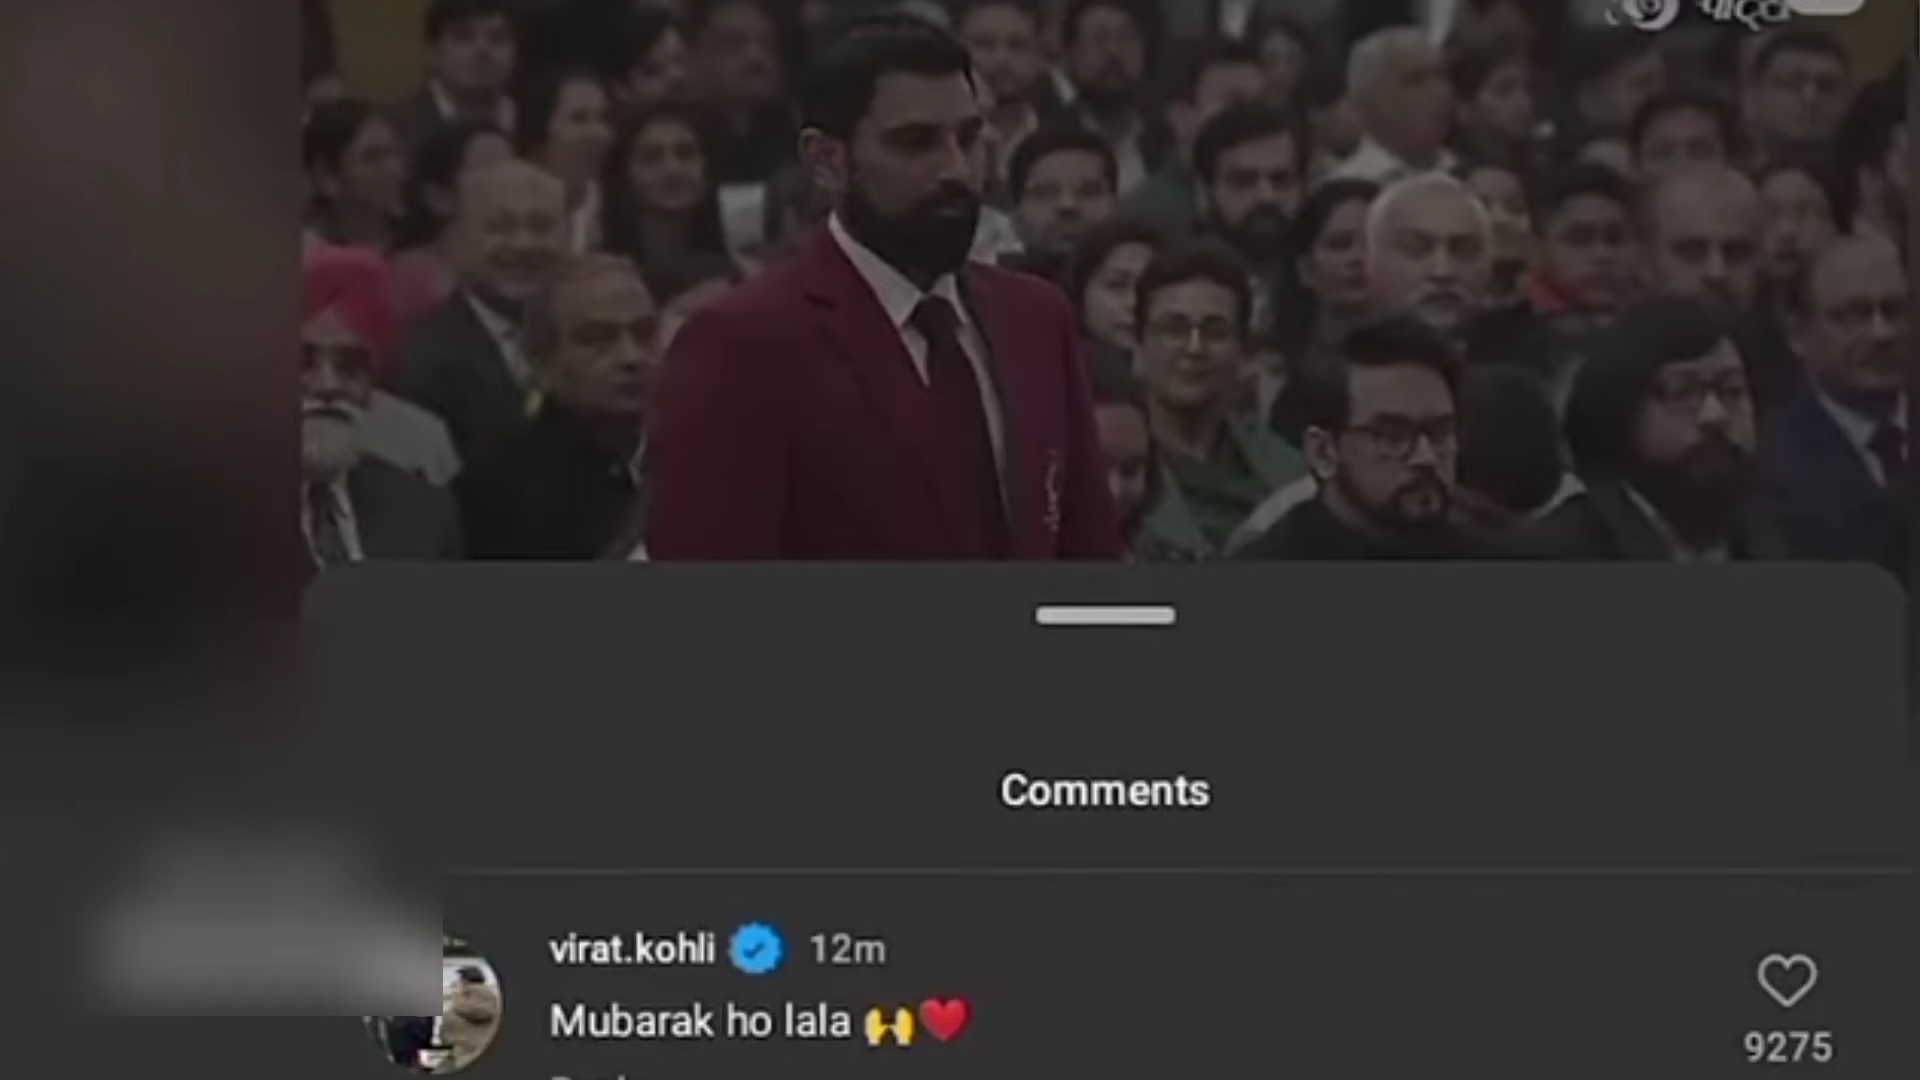 Comments
virat.kohli 12m
Mubarak ho lala 🙌❤️
9275